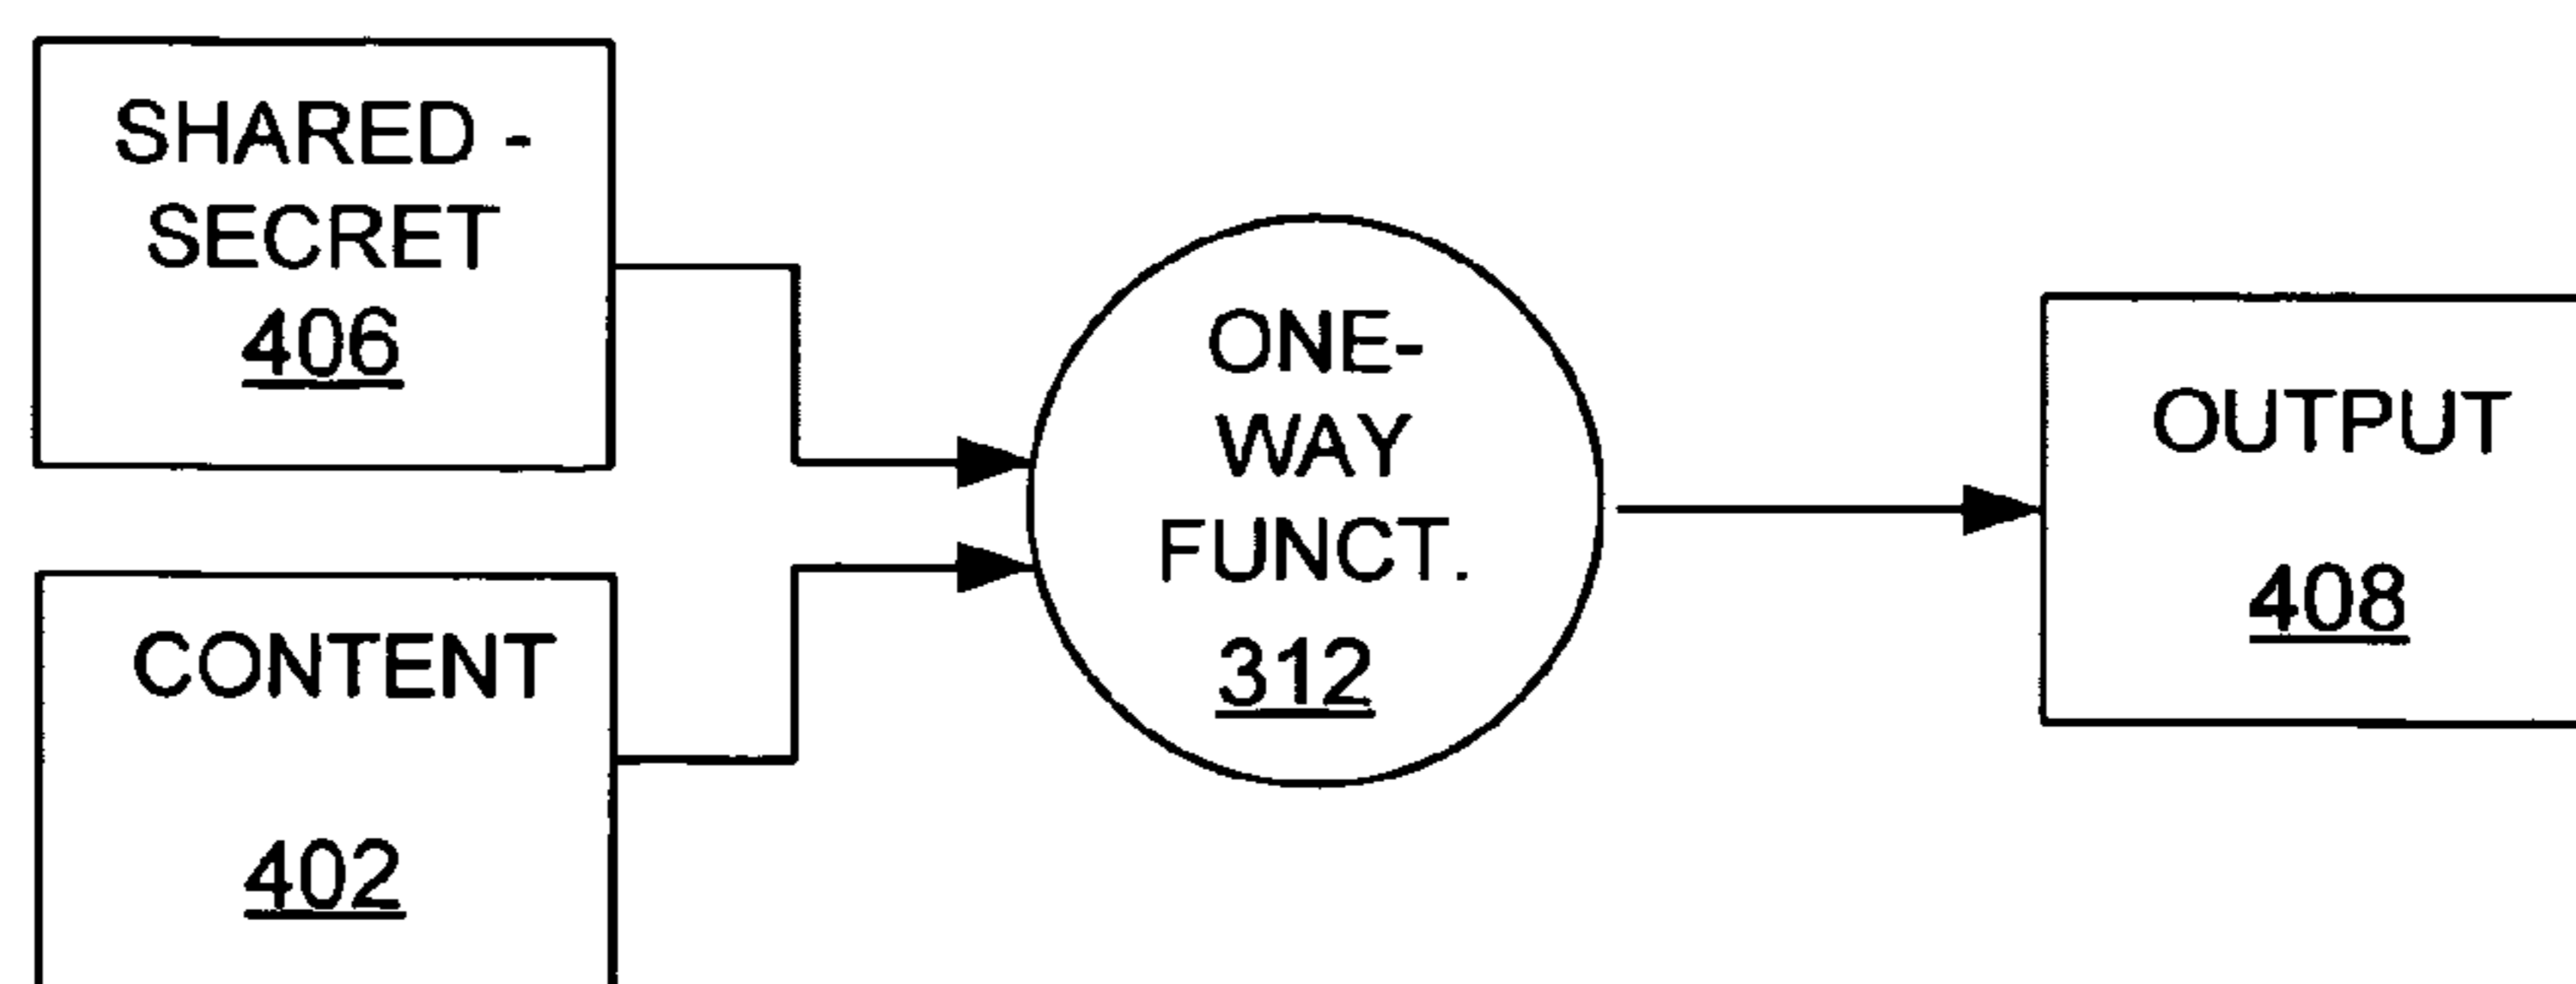 SHARED -
SECRET
406
CONTENT
402
ONE-
WAY
FUNCT.
312
OUTPUT
408